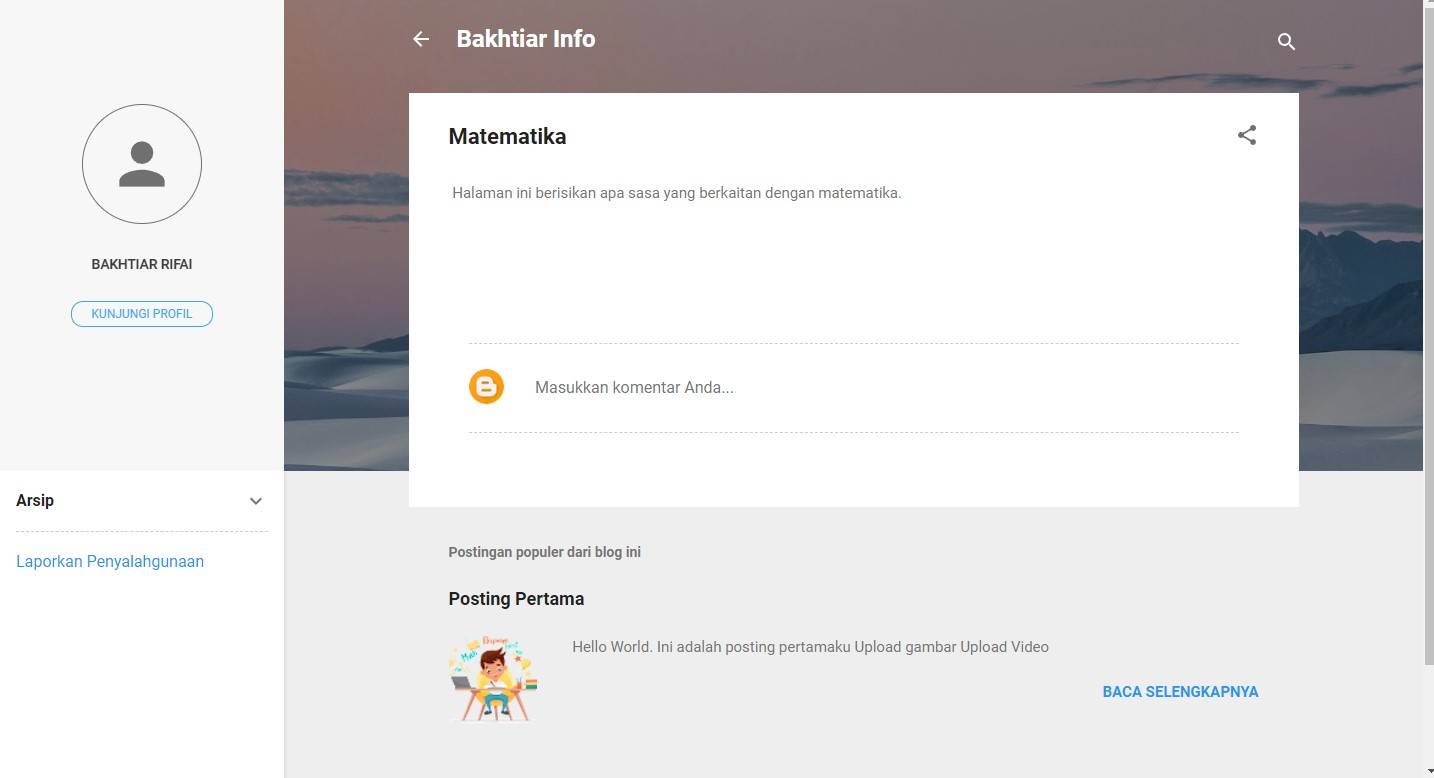 Bakhtiar Info
BAKHTIAR RIFAI
KUNJUNGI PROFIL
Arsip
Laporkan Penyalahgunaan
Matematika
Halaman ini berisikan apa sasa yang berkaitan dengan matematika.
Masukkan komentar Anda...
Postingan populer dari blog ini
Posting Pertama
Math
Hello World. Ini adalah posting pertamaku Upload gambar Upload Video
BACA SELENGKAPNYA